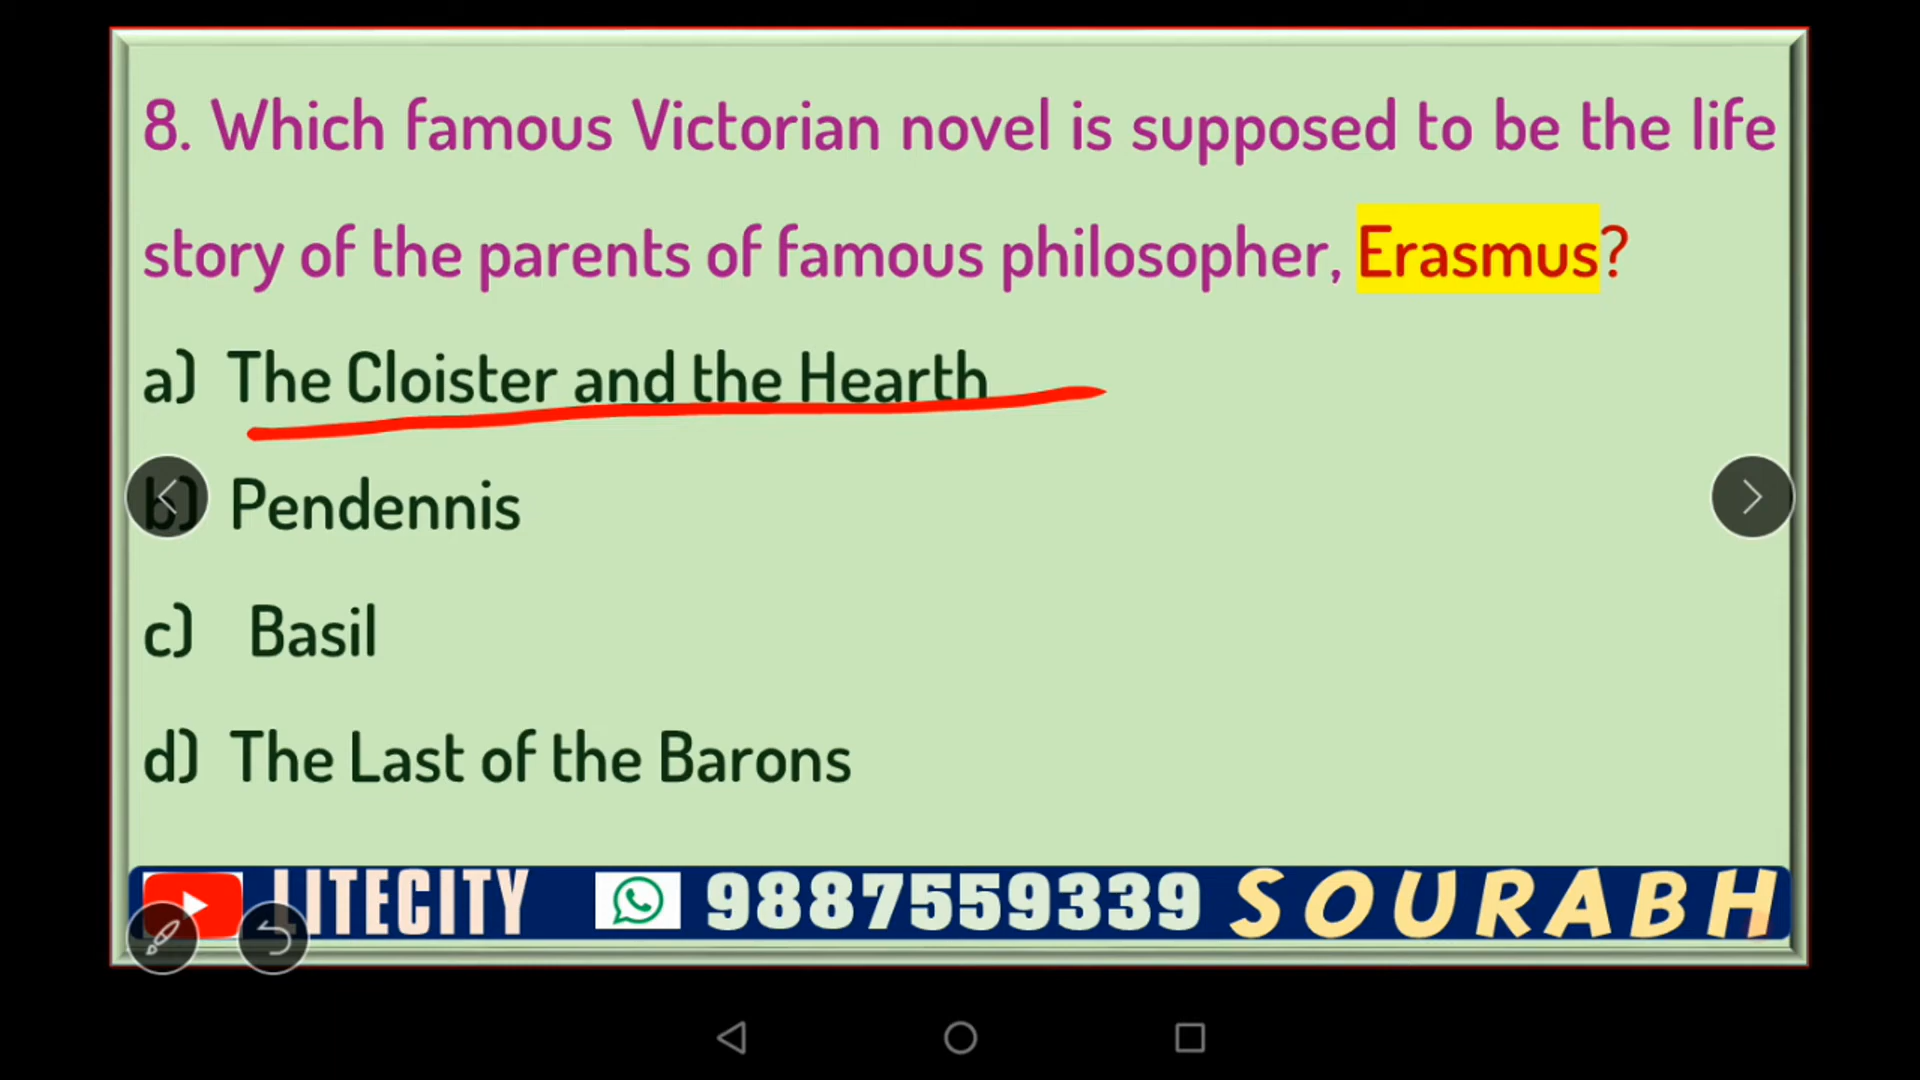 8. Which famous Victorian novel is supposed to be the life
story of the parents of famous philosopher, Erasmus?
a) The Cloister and the Hearth
b) Pendennis
c) Basil
d) The Last of the Barons
LITECITY 9887559339 SOURABH